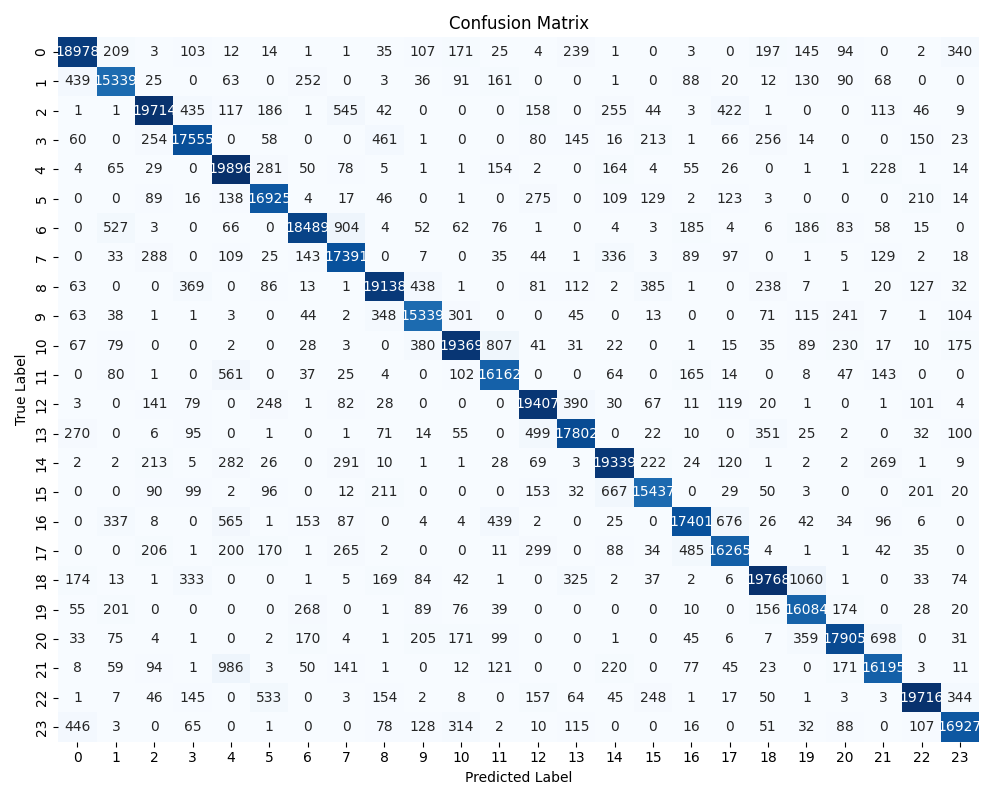 Confusion Matrix
0 18978 209 3 103 12 14 1 1 35 107 171 25 4 239 1 0 3 0 197 145 94 0 2 340
1 439 15339 25 0 63 0 252 0 3 36 91 161 0 0 1 0 88 20 12 130 90 68 0 0
2 1 1 19714 435 117 186 1 545 42 0 0 0 158 0 255 44 3 422 1 0 0 113 46 9
3 60 0 254 17555 0 58 0 0 461 1 0 0 80 145 16 213 1 66 256 14 0 0 150 23
4 4 65 29 0 19896 281 50 78 5 1 1 154 2 0 164 4 55 26 0 1 1 228 1 14
5 0 0 89 16 138 16925 4 17 46 0 1 0 275 0 109 129 2 123 3 0 0 0 210 14
6 0 527 3 0 66 0 18489 904 4 52 62 76 1 0 4 3 185 4 6 186 83 58 15 0
7 0 33 288 0 109 25 143 17391 0 7 0 35 44 1 336 3 89 97 0 1 5 129 2 18
8 63 0 0 369 0 86 13 1 19138 438 1 0 81 112 2 385 1 0 238 7 1 20 127 32
9 63 38 1 1 3 0 44 2 348 15339 301 0 0 45 0 13 0 0 71 115 241 7 1 104
10 67 79 0 0 2 0 28 3 0 380 19369 807 41 31 22 0 1 15 35 89 230 17 10 175
11 0 80 1 0 561 0 37 25 4 0 102 16162 0 0 64 0 165 14 0 8 47 143 0 0
12 3 0 141 79 0 248 1 82 28 0 0 0 19407 390 30 67 11 119 20 1 0 1 101 4
13 270 0 6 95 0 1 0 1 71 14 55 0 499 17802 0 22 10 0 351 25 2 0 32 100
14 2 2 213 5 282 26 0 291 10 1 1 28 69 3 19339 222 24 120 1 2 2 269 1 9
15 0 0 90 99 2 96 0 12 211 0 0 0 153 32 667 15437 0 29 50 3 0 0 201 20
16 0 337 8 0 565 1 153 87 0 4 4 439 2 0 25 0 17401 676 26 42 34 96 6 0
17 0 0 206 1 200 170 1 265 2 0 0 11 299 0 88 34 485 16265 4 1 1 42 35 0
18 174 13 1 333 0 0 1 5 169 84 42 1 0 325 2 37 2 6 19768 1060 1 0 33 74
19 55 201 0 0 0 0 268 0 1 89 76 39 0 0 0 0 10 0 156 16084 174 0 28 20
20 33 75 4 1 0 2 170 4 1 205 171 99 0 0 1 0 45 6 7 359 17905 698 0 31
21 8 59 94 1 986 3 50 141 1 0 12 121 0 0 220 0 77 45 23 0 171 16195 3 11
22 1 7 46 145 0 533 0 3 154 2 8 0 157 64 45 248 1 17 50 1 3 3 19716 344
23 446 3 0 65 0 1 0 0 78 128 314 2 10 115 0 0 16 0 51 32 88 0 107 16927
0 1 2 3 4 5 6 7 8 9 10 11 12 13 14 15 16 17 18 19 20 21 22 23
True Label
Predicted Label